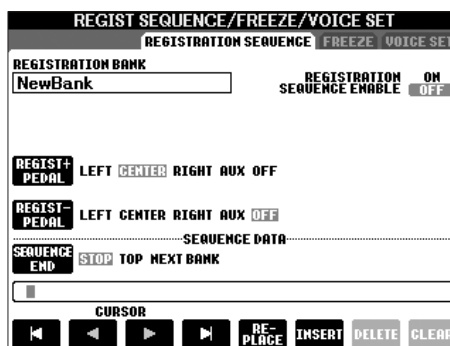 REGIST SEQUENCE/FREEZE/VOICE SET
REGISTRATION SEQUENCE FREEZE VOICE SET
REGISTRATION BANK
NewBank
REGISTRATION SEQUENCE ENABLE ON OFF
REGIST+ PEDAL LEFT CENTER RIGHT AUX OFF
REGIST- PEDAL LEFT CENTER RIGHT AUX OFF
SEQUENCE DATA
SEQUENCE END STOP TOP NEXT BANK
CURSOR
RE-PLACE INSERT DELETE CLEAR